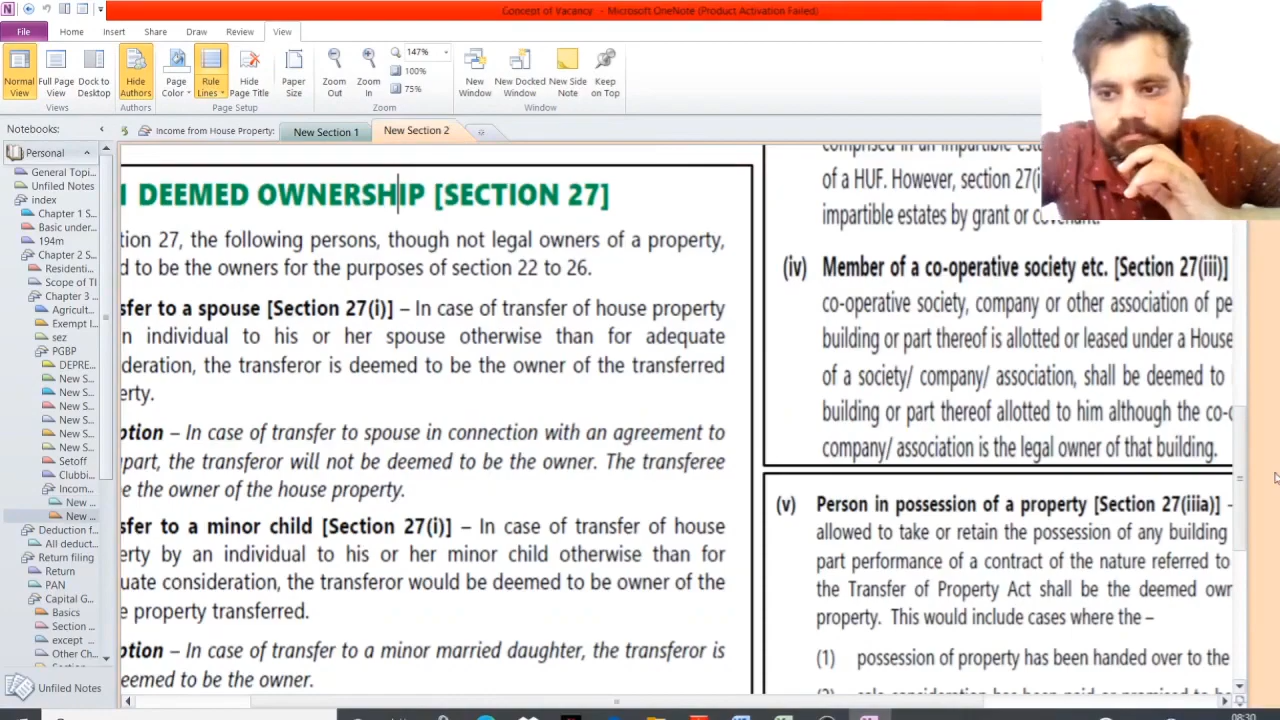 Concept of Vacancy - Microsoft OneNote (Product Activation Failed)
File Home Insert Share Draw Review View
Normal View
Full Page View
Dock to Desktop
Views
Hide Authors
Authors
Page Color
Rule Lines
Hide Page Title
Paper Size
Page Setup
Zoom Out
Zoom In
147%
100%
75%
Zoom
New Window
New Docked Window
New Side Note
Keep on Top
Window
Notebooks:
Income from House Property:
New Section 1
New Section 2
Personal
General Topi...
Unfiled Notes
index
Chapter 1 S...
Basic under...
194m
Chapter 2 S...
Residenti...
Scope of TI
Chapter 3
Agricult...
Exempt I...
sez
PGBP
DEPRE...
New S...
New S...
New S...
New S...
Setoff
Clubbi...
Incom...
New ...
New ...
Deduction f...
All deduct...
Return filing
Return
PAN
Capital G...
Basics
Section ...
except ...
Other Ch...
Unfiled Notes
DEEMED OWNERSHIP [SECTION 27]
tion 27, the following persons, though not legal owners of a property,
d to be the owners for the purposes of section 22 to 26.
sfer to a spouse [Section 27(i)] – In case of transfer of house property
n individual to his or her spouse otherwise than for adequate
deration, the transferor is deemed to be the owner of the transferred
erty.
ption – In case of transfer to spouse in connection with an agreement to
part, the transferor will not be deemed to be the owner. The transferee
e the owner of the house property.
sfer to a minor child [Section 27(i)] – In case of transfer of house
erty by an individual to his or her minor child otherwise than for
uate consideration, the transferor would be deemed to be owner of the
e property transferred.
ption – In case of transfer to a minor married daughter, the transferor is
eemed to be the owner.
comprised in an impartible esta
of a HUF. However, section 27(i
impartible estates by grant or covenant.
(iv) Member of a co-operative society etc. [Section 27(iii)]
co-operative society, company or other association of pe
building or part thereof is allotted or leased under a House
of a society/ company/ association, shall be deemed to
building or part thereof allotted to him although the co-o
company/ association is the legal owner of that building.
(v) Person in possession of a property [Section 27(iiia)] -
allowed to take or retain the possession of any building
part performance of a contract of the nature referred to
the Transfer of Property Act shall be the deemed own
property. This would include cases where the –
(1) possession of property has been handed over to the
08:30